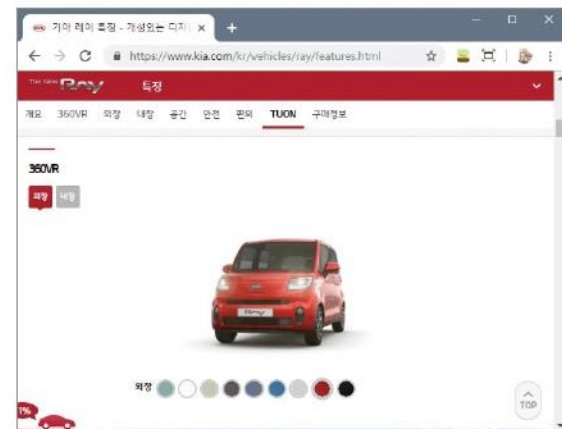 기아 레이 특징 - 개성있는 디자
https://www.kia.com/kr/vehicles/ray/features.html
The New Ray 특징
개요 360VR 외장 내장 공간 안전 편의 TUON 구매정보
360VR
외장 내장
Ray
외장
1%
TOP